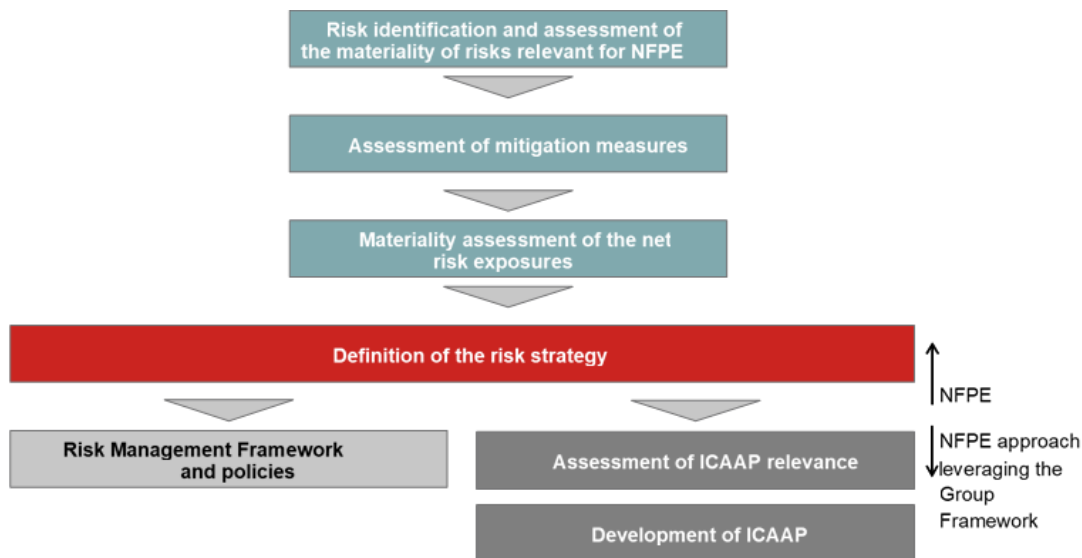 Risk identification and assessment of
the materiality of risks relevant for NFPE
Assessment of mitigation measures
Materiality assessment of the net
risk exposures
Definition of the risk strategy
NFPE
Risk Management Framework
and policies
Assessment of ICAAP relevance
NFPE approach
leveraging the
Group
Framework
Development of ICAAP